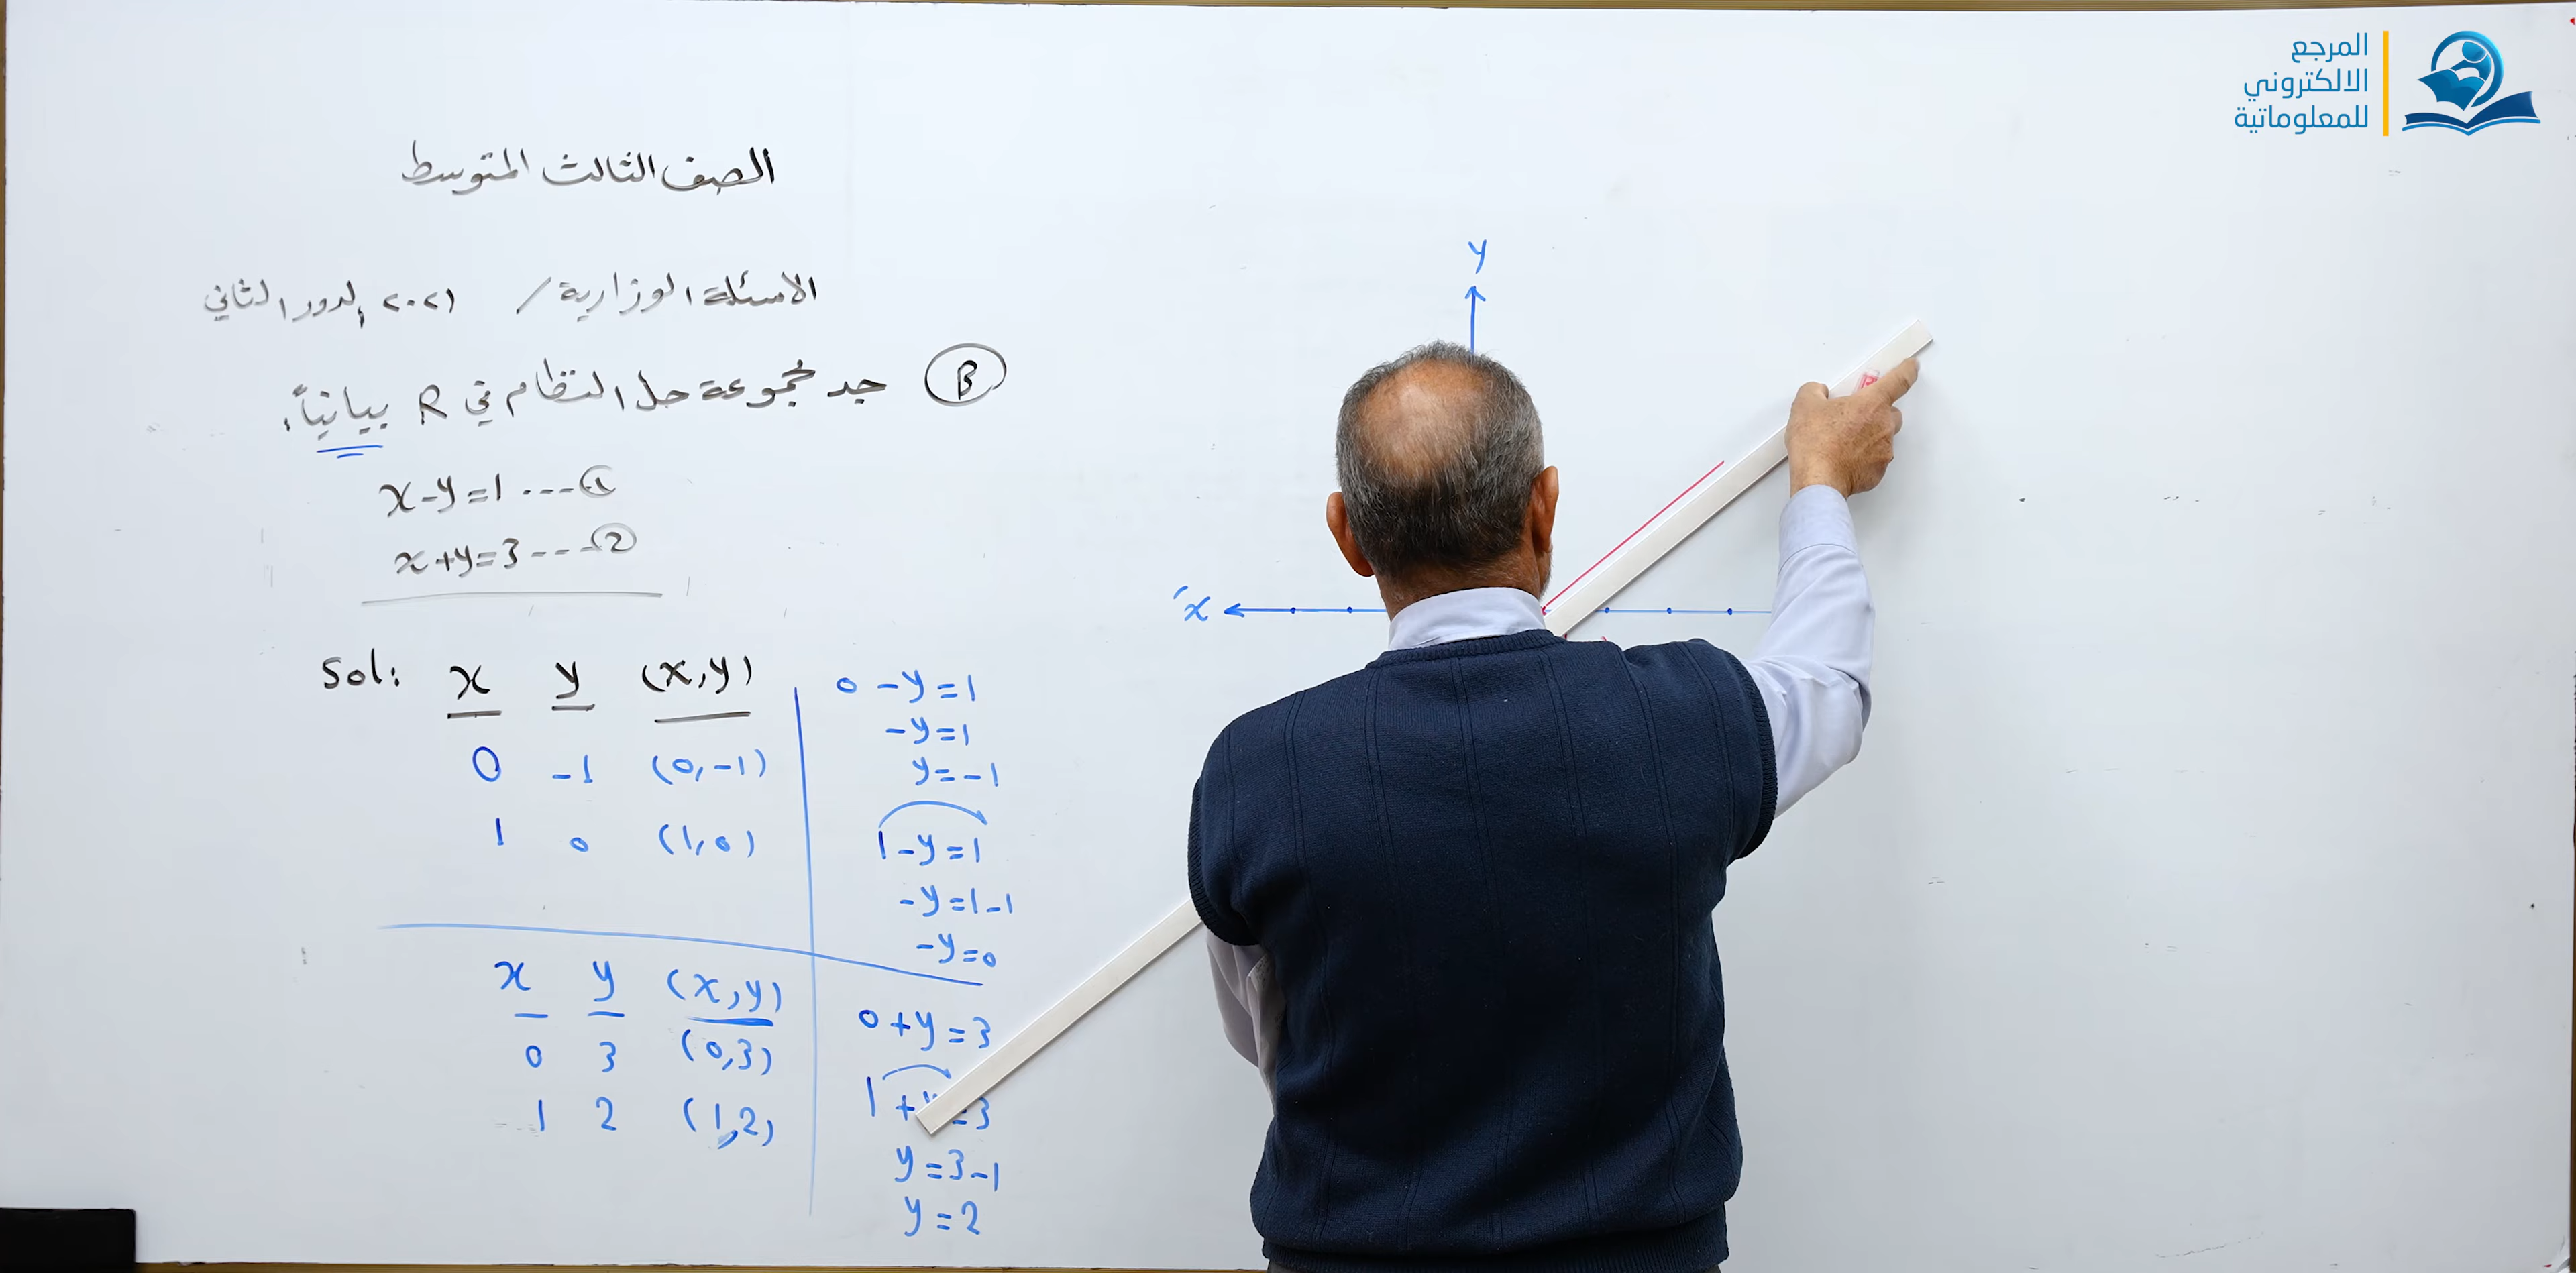 المرجع
الالكتروني
للمعلوماتية
الصف الثالث المتوسط
الاسئلة الوزارية / ٢٠٢١ الدور الثاني
B جد مجموعة حل النظام في R بيانياً.
x-y=1 ---- 1
x+y=3 --- 2
Sol: x y (x,y)
0 -1 (0,-1)
1 0 (1,0)
0-y=1
-y=1
y=-1
1-y=1
-y=1-1
-y=0
x y (x,y)
0 3 (0,3)
1 2 (1,2)
0+y=3
y=3-1
y=2
y
x́